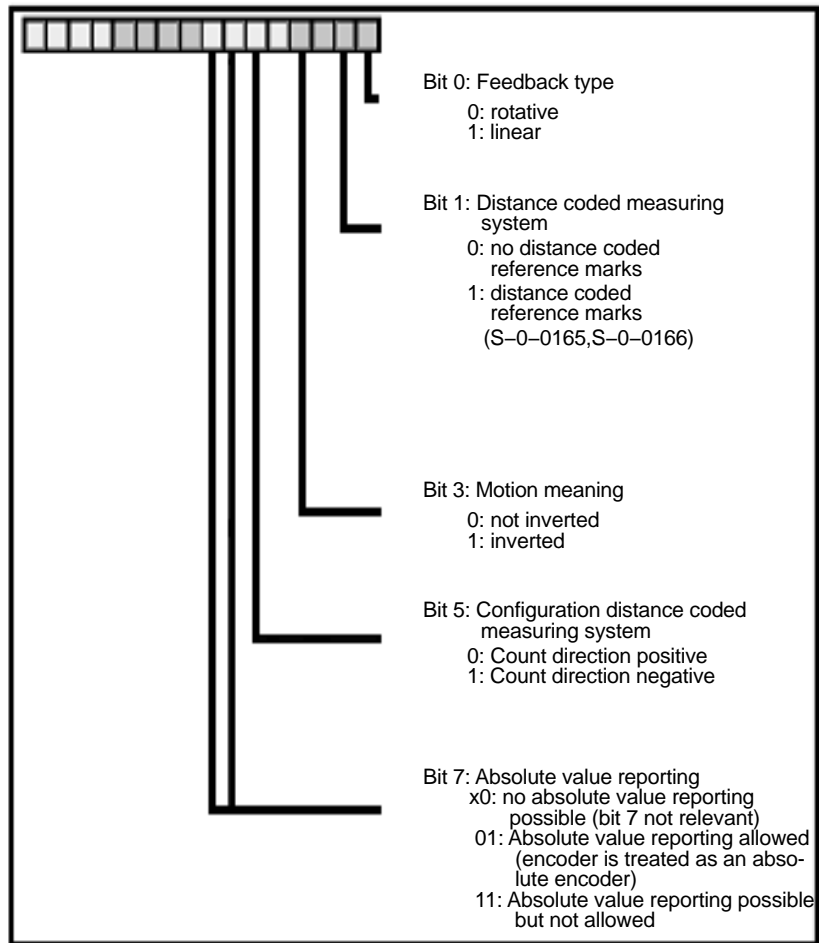 Bit 0: Feedback type
0: rotative
1: linear
Bit 1: Distance coded measuring
system
0: no distance coded
reference marks
1: distance coded
reference marks
(S–0–0165,S–0–0166)
Bit 3: Motion meaning
0: not inverted
1: inverted
Bit 5: Configuration distance coded
measuring system
0: Count direction positive
1: Count direction negative
Bit 7: Absolute value reporting
x0: no absolute value reporting
possible (bit 7 not relevant)
01: Absolute value reporting allowed
(encoder is treated as an abso-
lute encoder)
11: Absolute value reporting possible
but not allowed